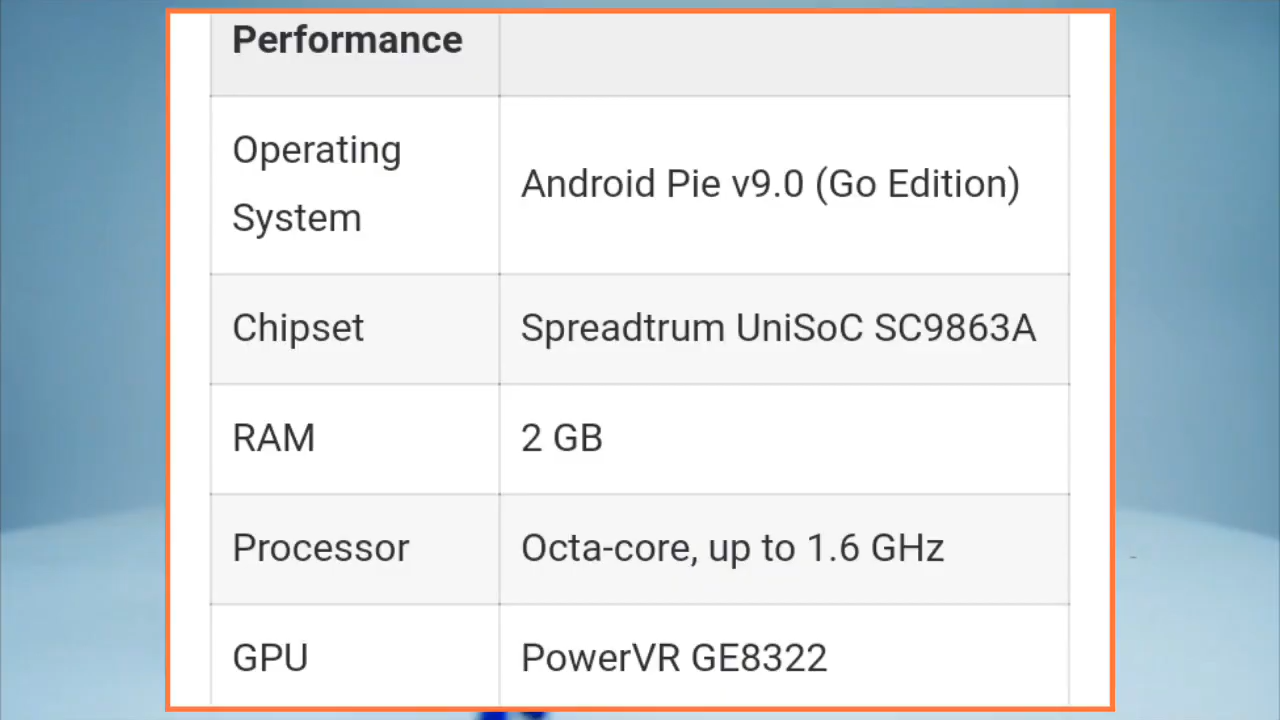 Performance
Operating
System
Android Pie v9.0 (Go Edition)
Chipset
Spreadtrum UniSoC SC9863A
RAM
2 GB
Processor
Octa-core, up to 1.6 GHz
GPU
PowerVR GE8322